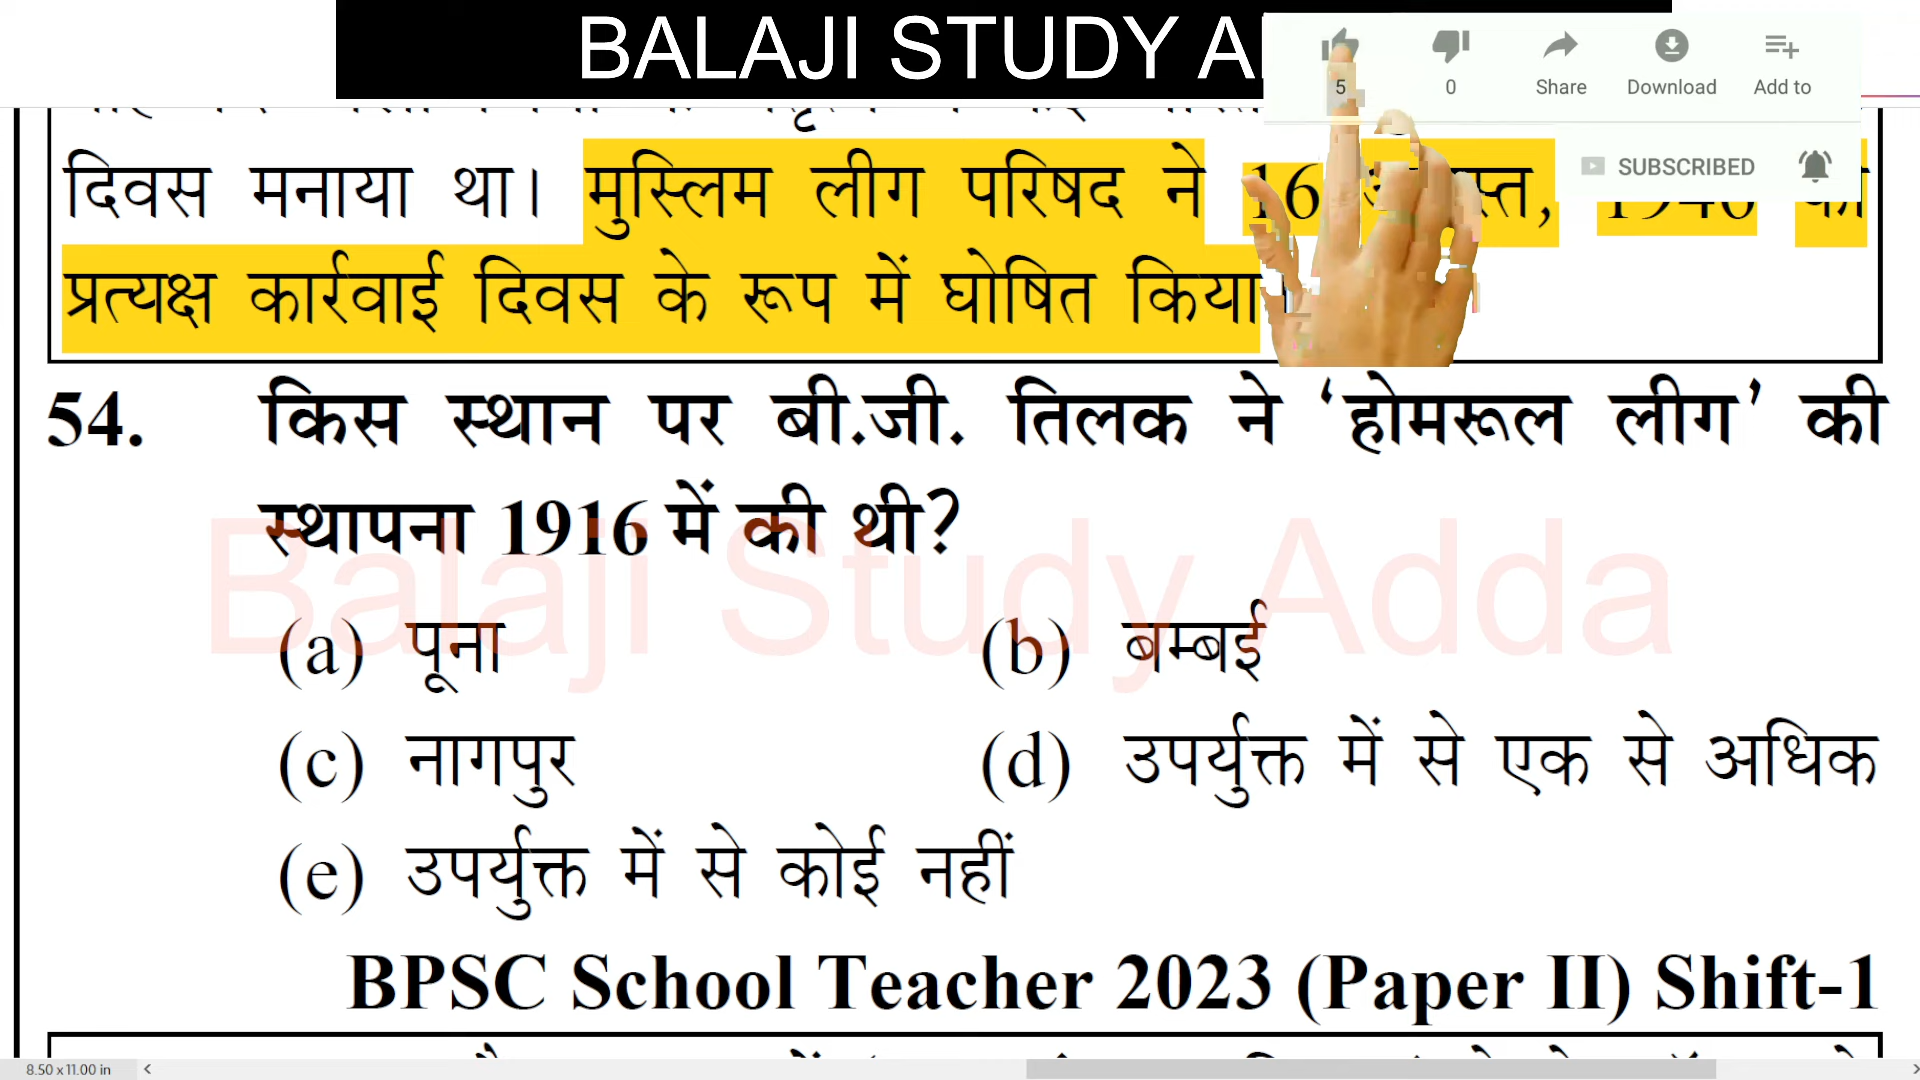 BALAJI STUDY A
5
0
Share
Download
Add to
SUBSCRIBED
दिवस मनाया था। मुस्लिम लीग परिषद ने 16
प्रत्यक्ष कार्रवाई दिवस के रूप में घोषित किया
54. किस स्थान पर बी.जी. तिलक ने ‘होमरूल लीग’ की
स्थापना 1916 में की थी?
Balaji Study Adda
(a) पूना (b) बम्बई
(c) नागपुर (d) उपर्युक्त में से एक से अधिक
(e) उपर्युक्त में से कोई नहीं
BPSC School Teacher 2023 (Paper II) Shift-1
8.50 x 11.00 in